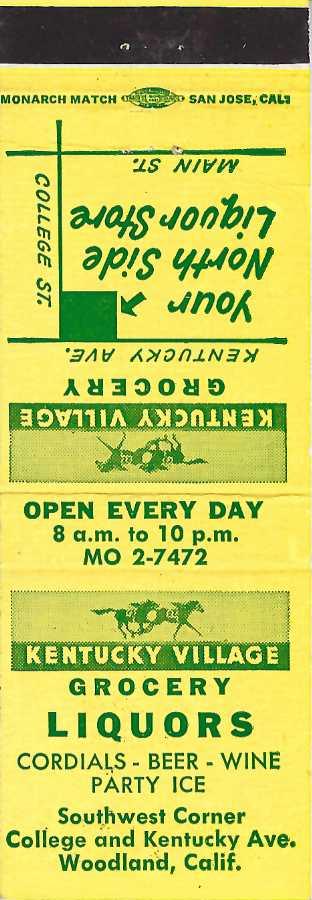 MONARCH MATCH SAN JOSE, CALI
KENTUCKY VILLAGE
GROCERY
KENTUCKY AVE.
Your
North Side
Liquor Store
COLLEGE ST.
MAIN ST.
OPEN EVERY DAY
8 a.m. to 10 p.m.
MO 2-7472
KENTUCKY VILLAGE
GROCERY
LIQUORS
CORDIALS - BEER - WINE
PARTY ICE
Southwest Corner
College and Kentucky Ave.
Woodland, Calif.